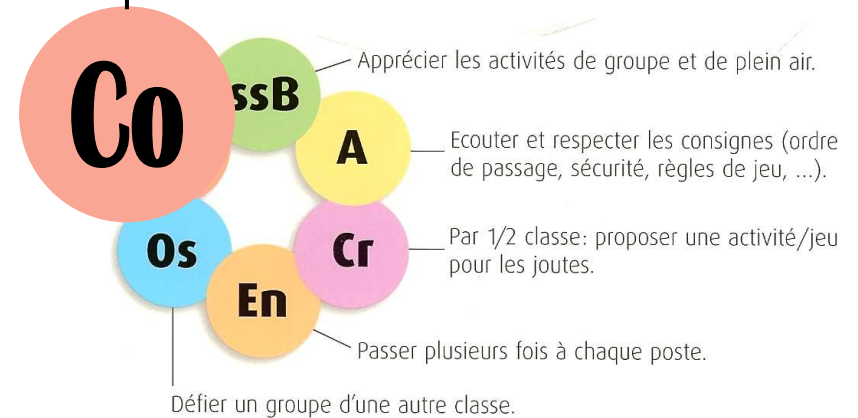 Co
ssB
Apprécier les activités de groupe et de plein air.
A
Ecouter et respecter les consignes (ordre
de passage, sécurité, règles de jeu, ...).
Cr
Par 1/2 classe: proposer une activité/jeu
pour les joutes.
Os
En
Passer plusieurs fois à chaque poste.
Défier un groupe d'une autre classe.